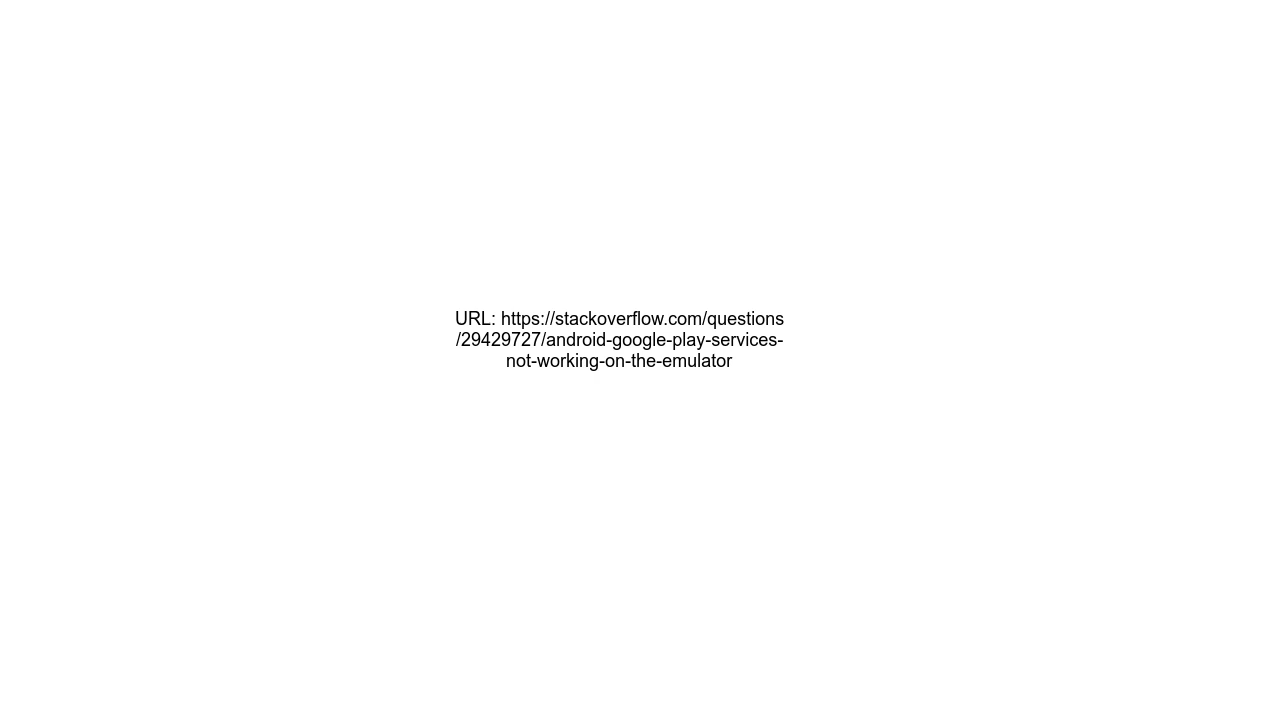 URL: https://stackoverflow.com/questions
/29429727/android-google-play-services-
not-working-on-the-emulator